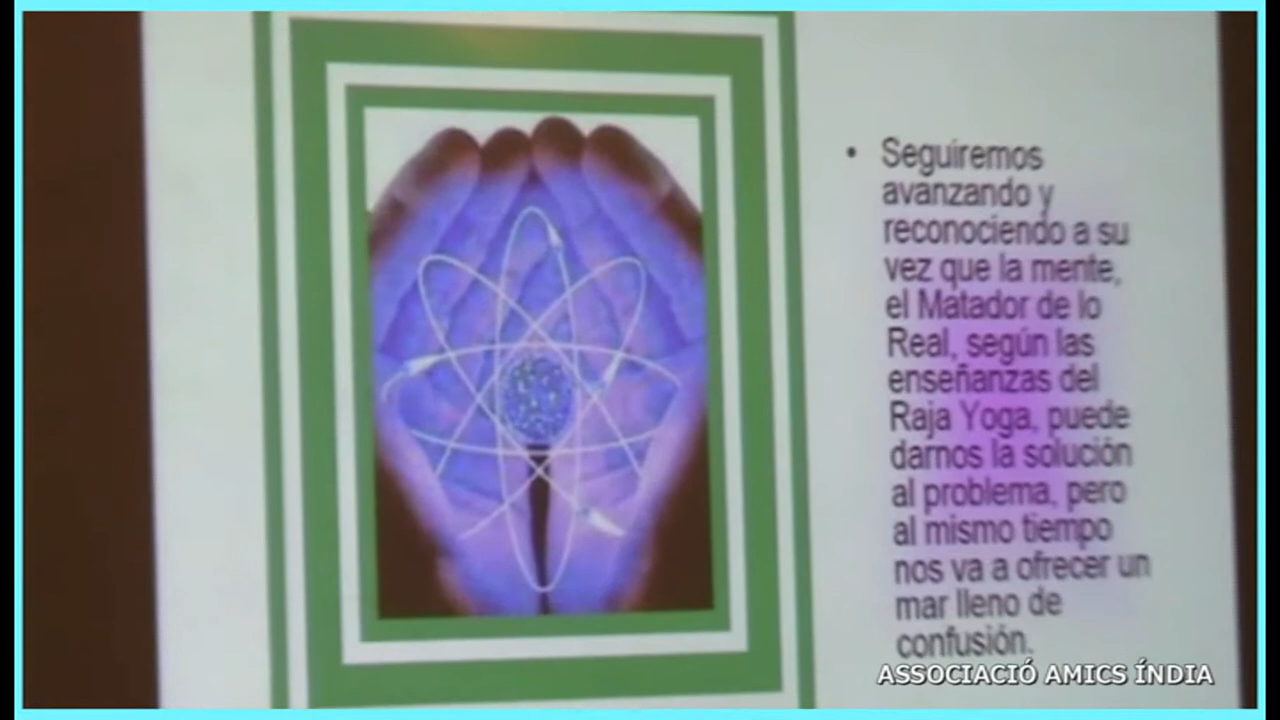 • Seguiremos
avanzando y
reconociendo a su
vez que la mente,
el Matador de lo
Real, según las
enseñanzas del
Raja Yoga, puede
darnos la solución
al problema, pero
al mismo tiempo
nos va a ofrecer un
mar lleno de
confusión.
ASSOCIACIÓ AMICS ÍNDIA